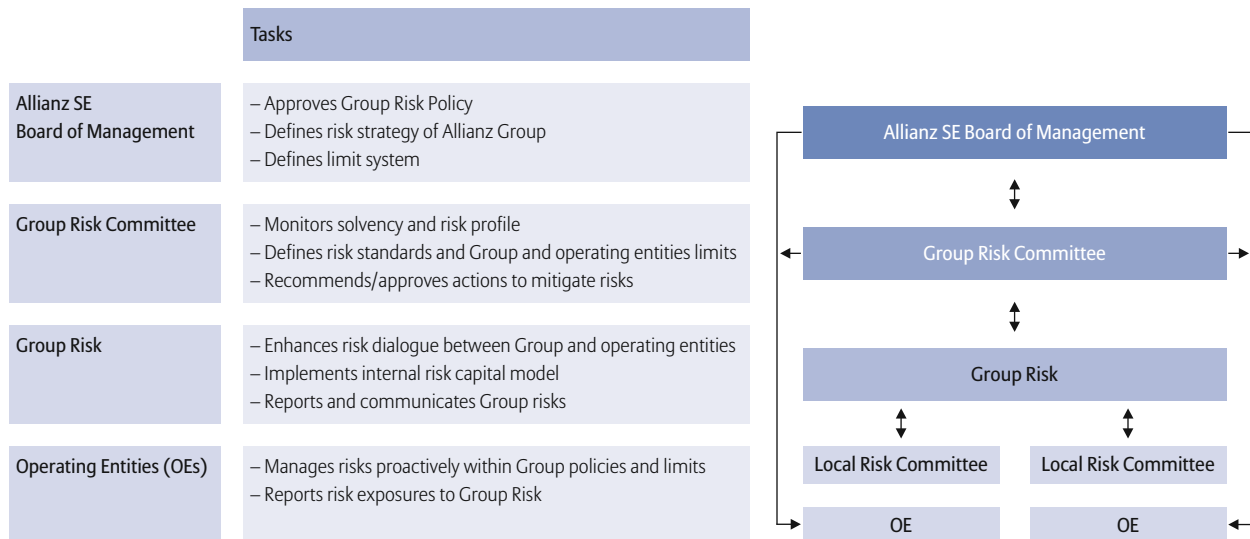 Tasks
Allianz SE
Board of Management
– Approves Group Risk Policy
– Defines risk strategy of Allianz Group
– Defines limit system
Group Risk Committee
– Monitors solvency and risk profile
– Defines risk standards and Group and operating entities limits
– Recommends/approves actions to mitigate risks
Group Risk
– Enhances risk dialogue between Group and operating entities
– Implements internal risk capital model
– Reports and communicates Group risks
Operating Entities (OEs)
– Manages risks proactively within Group policies and limits
– Reports risk exposures to Group Risk
Allianz SE Board of Management
Group Risk Committee
Group Risk
Local Risk Committee
Local Risk Committee
OE
OE